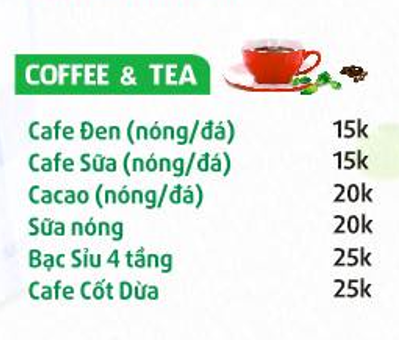 COFFEE & TEA
Cafe Đen (nóng/đá) 15k
Cafe Sữa (nóng/đá) 15k
Cacao (nóng/đá) 20k
Sữa nóng 20k
Bạc Sỉu 4 tầng 25k
Cafe Cốt Dừa 25k